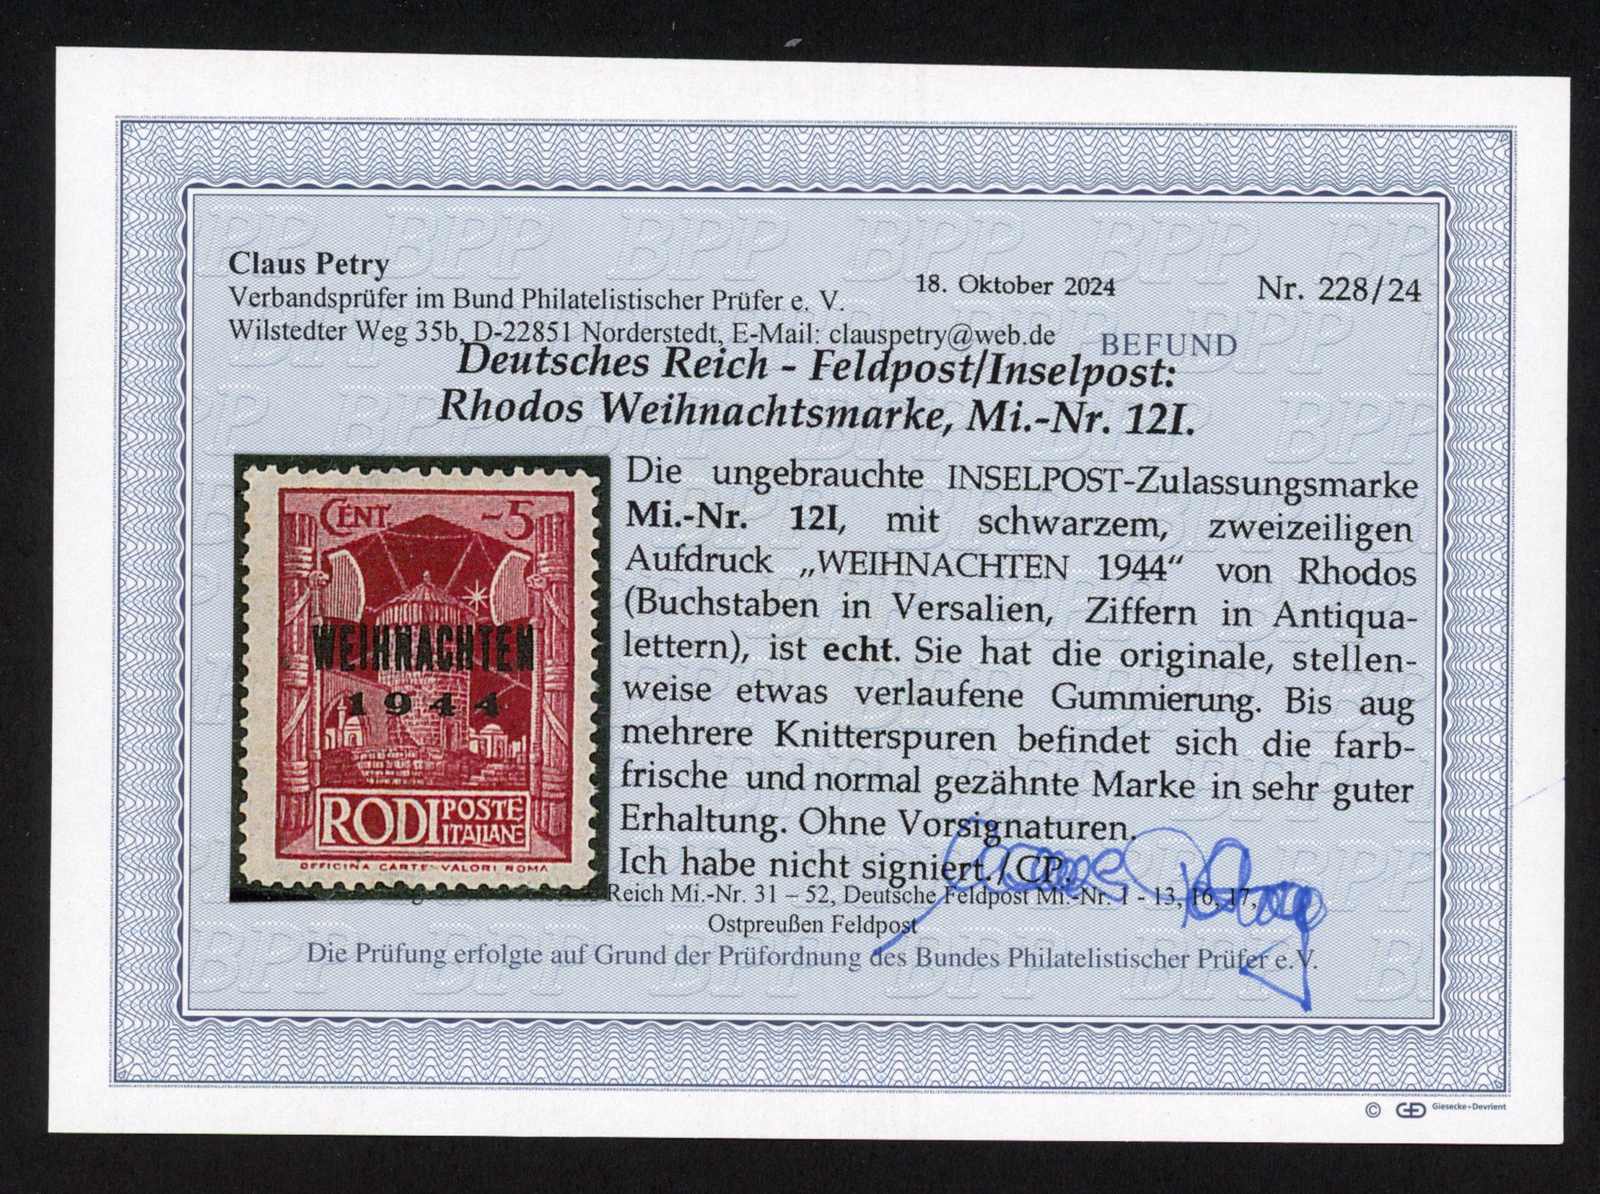 Claus Petry
Verbandsprüfer im Bund Philatelistischer Prüfer e. V.
Wilstedter Weg 35b, D-22851 Norderstedt, E-Mail: clauspetry@web.de
18. Oktober 2024
Nr. 228/24
BEFUND
Deutsches Reich - Feldpost/Inselpost:
Rhodos Weihnachtsmarke, Mi.-Nr. 12I.
Die ungebrauchte INSELPOST-Zulassungsmarke
Mi.-Nr. 12I, mit schwarzem, zweizeiligen
Aufdruck „WEIHNACHTEN 1944“ von Rhodos
(Buchstaben in Versalien, Ziffern in Antiqua-
lettern), ist echt. Sie hat die originale, stellen-
weise etwas verlaufene Gummierung. Bis aug
mehrere Knitterspuren befindet sich die farb-
frische und normal gezähnte Marke in sehr guter
Erhaltung. Ohne Vorsignaturen.
Ich habe nicht signiert./CP.
CENT -5
WEIHNACHTEN
1944
RODI POSTE
ITALIANE
OFFICINA CARTE-VALORI ROMA
Reich Mi.-Nr. 31 – 52, Deutsche Feldpost Mi.-Nr. 1 - 13, 16, 17,
Ostpreußen Feldpost
Die Prüfung erfolgte auf Grund der Prüfordnung des Bundes Philatelistischer Prüfer e.V.
© GD Giesecke+Devrient